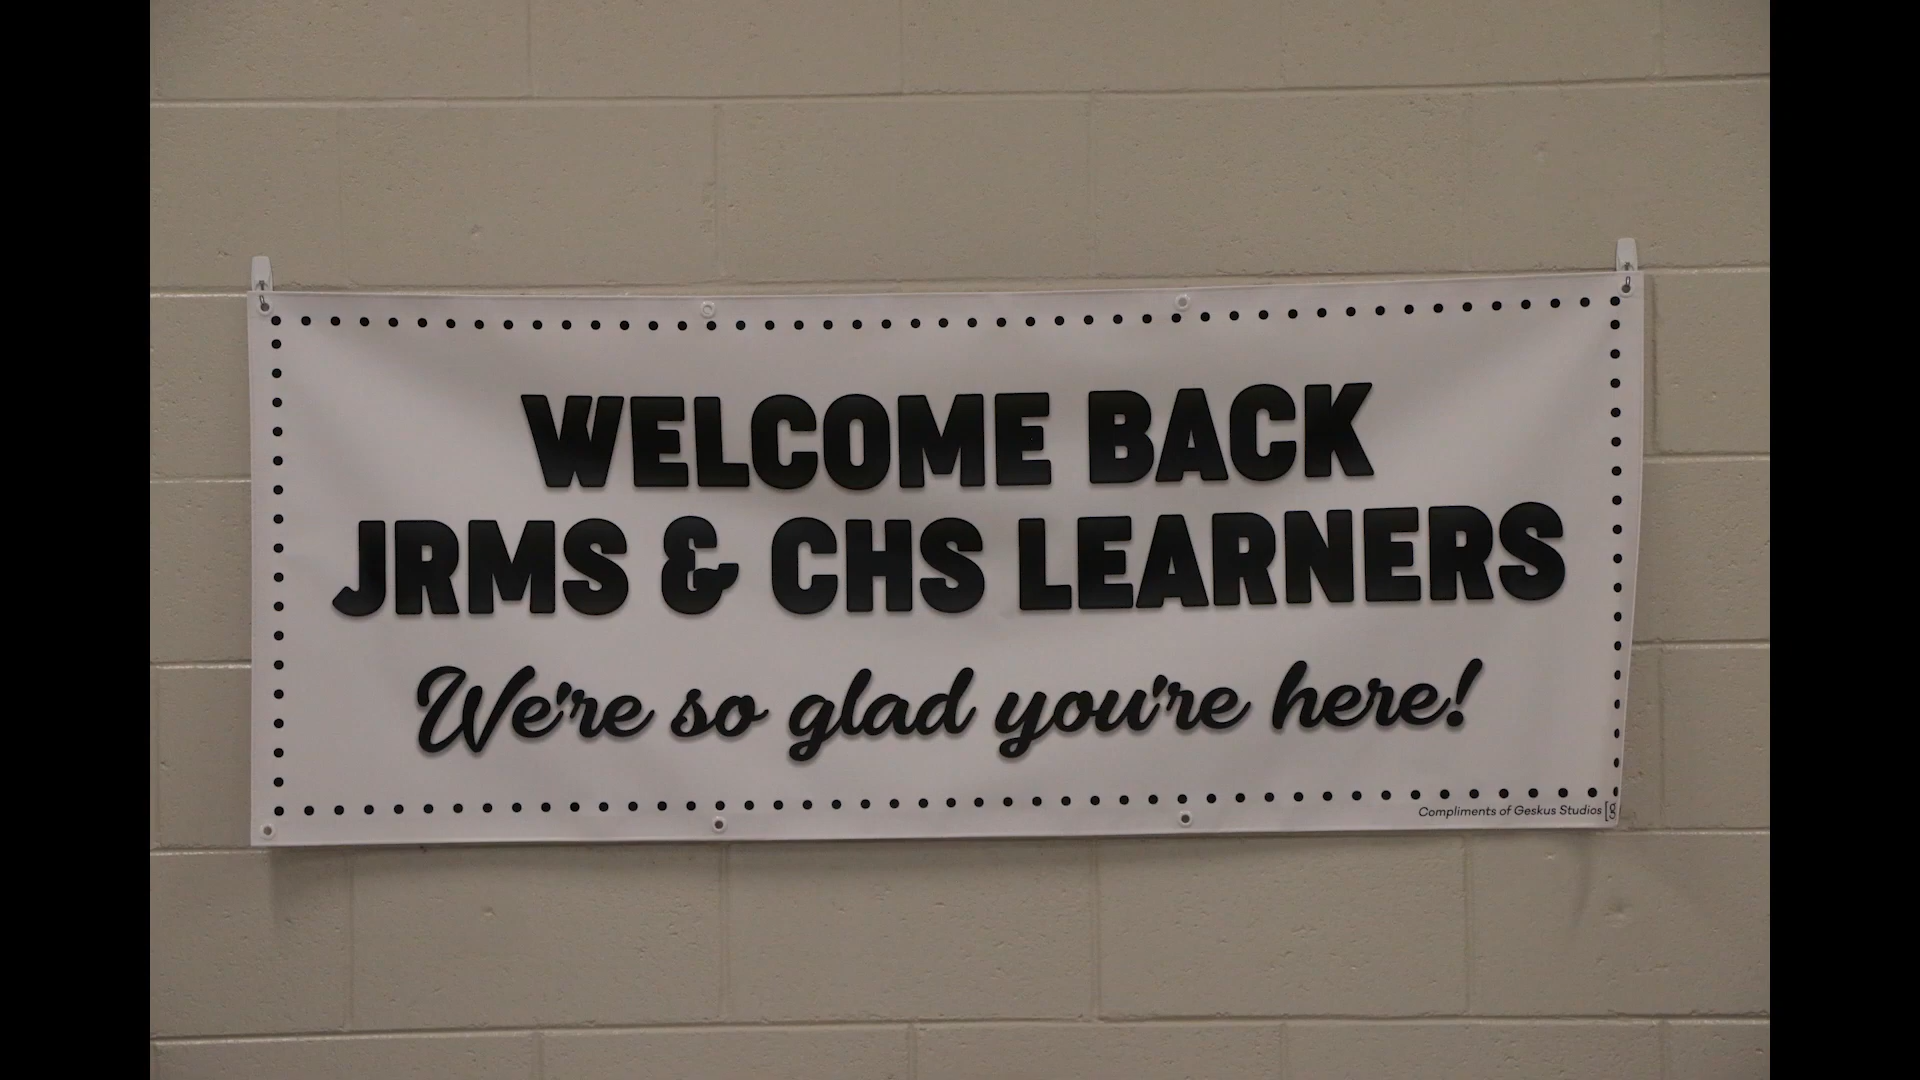 WELCOME BACK
JRMS & CHS LEARNERS
We're so glad you're here!
Compliments of Geskus Studios [g